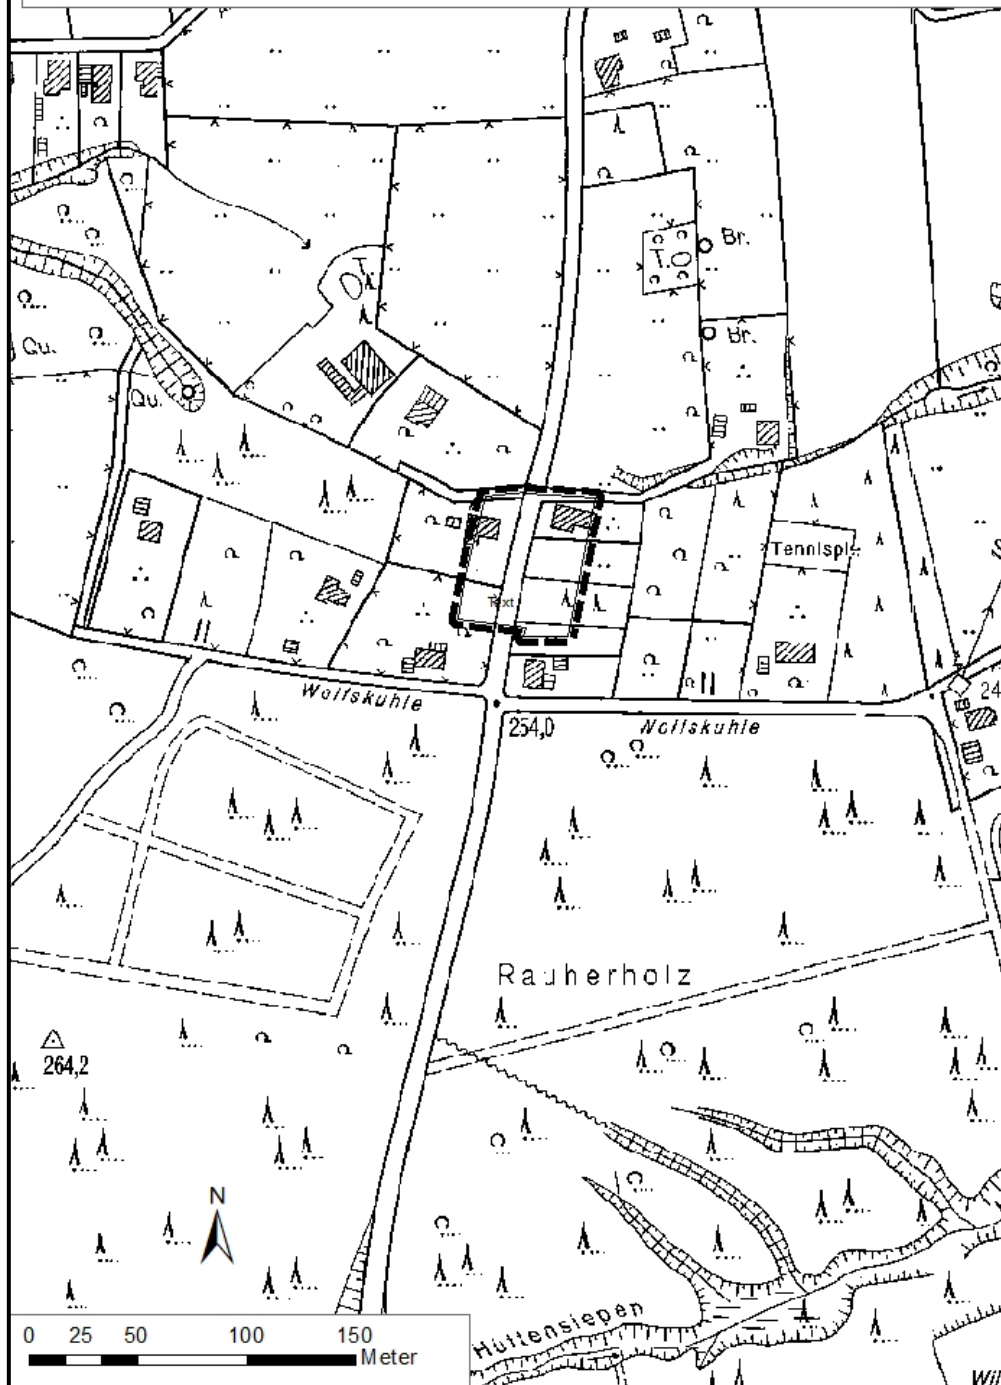 Br.
T.
T.
Br.
Qu.
Qu.
Tennispl.
Text
Wolfskuhle
254,0
Wolfskuhle
24
Rauherholz
264,2
N
0 25 50 100 150
Meter
Hüttensiepen
Wil